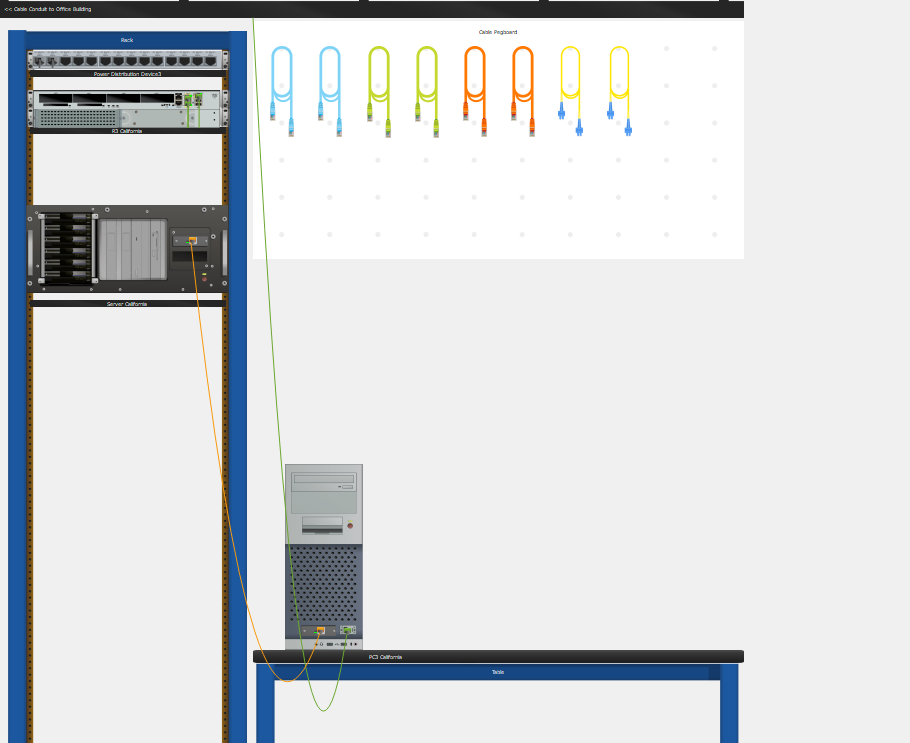 << Cable Conduit to Office Building
Cable Pegboard
Rack
Power Distribution Device3
R3 California
Server California
PC3 California
Table